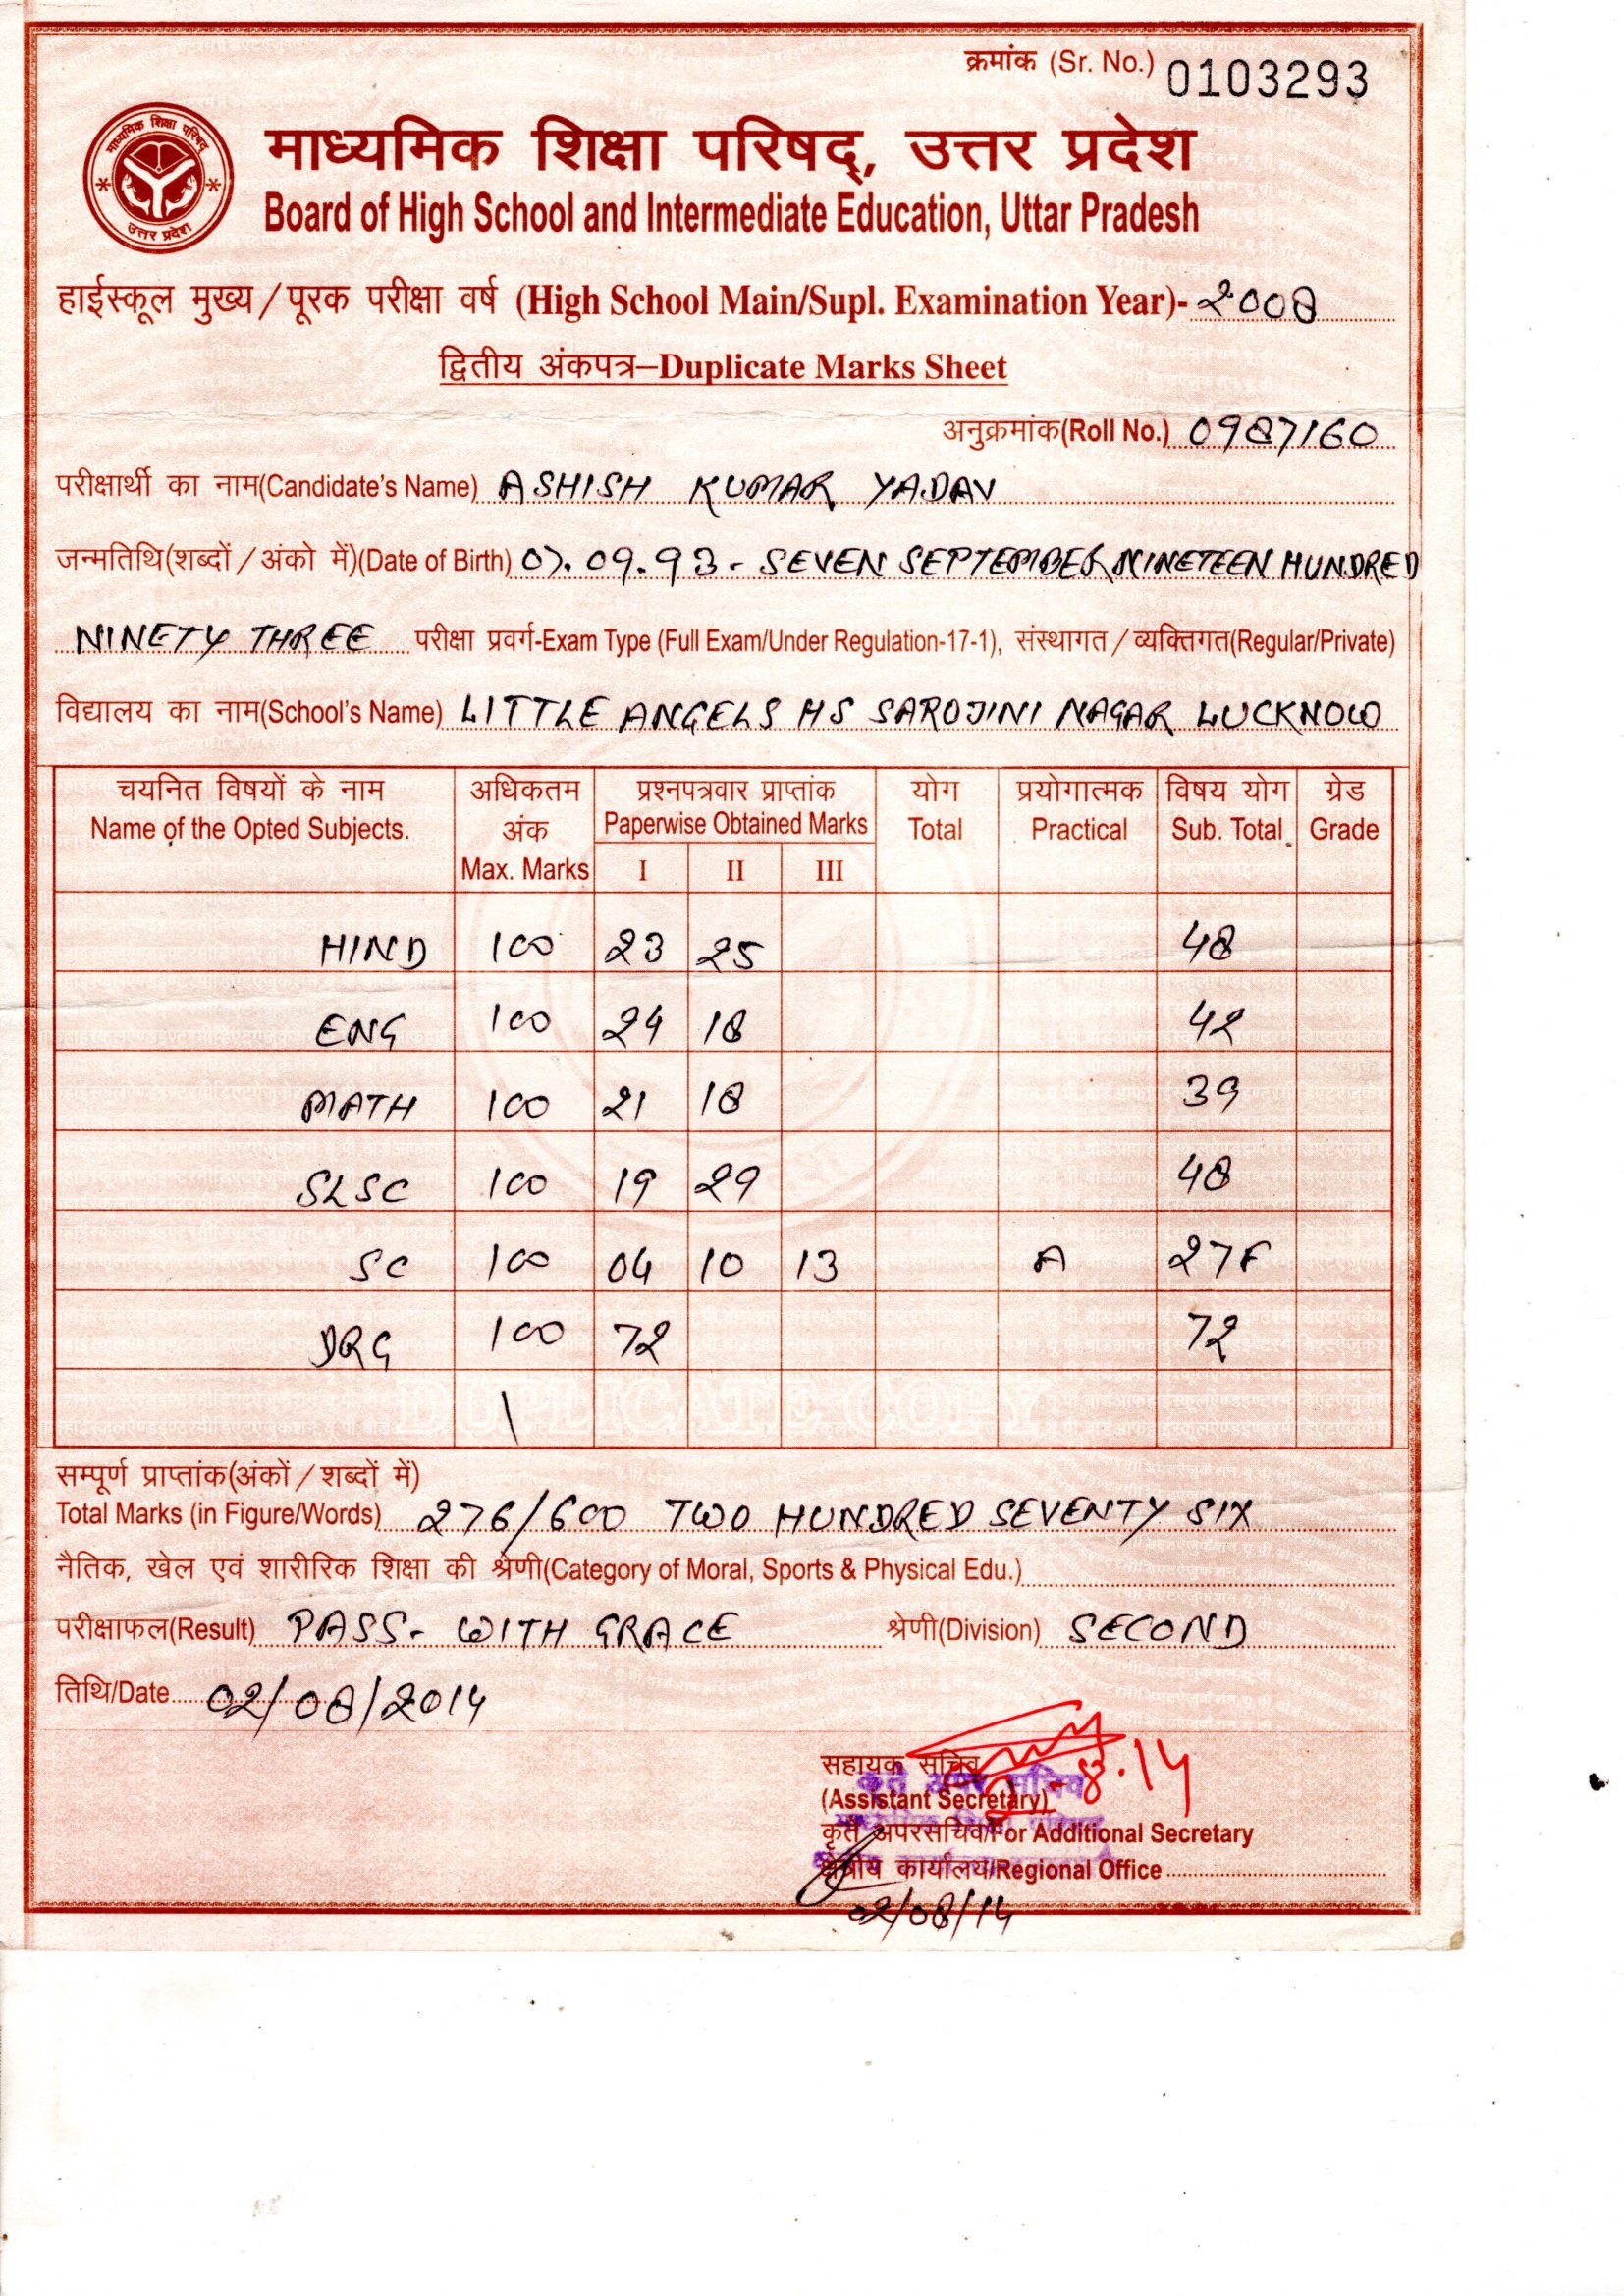 क्रमांक (Sr. No.) 0103293
माध्यमिक शिक्षा परिषद् उत्तर प्रदेश
माध्यमिक शिक्षा परिषद्, उत्तर प्रदेश
Board of High School and Intermediate Education, Uttar Pradesh
हाईस्कूल मुख्य/पूरक परीक्षा वर्ष (High School Main/Supl. Examination Year)- 2008
द्वितीय अंकपत्र–Duplicate Marks Sheet
अनुक्रमांक(Roll No.) 0987160
परीक्षार्थी का नाम(Candidate's Name) ASHISH KUMAR YADAV
जन्मतिथि(शब्दों/अंको में)(Date of Birth) 07.09.93 - SEVEN SEPTEMBER NINETEEN HUNDRED
NINETY THREE परीक्षा प्रवर्ग-Exam Type (Full Exam/Under Regulation-17-1), संस्थागत/व्यक्तिगत(Regular/Private)
विद्यालय का नाम(School's Name) LITTLE ANGELS HS SAROJINI NAGAR LUCKNOW
चयनित विषयों के नाम अधिकतम प्रश्नपत्रवार प्राप्तांक योग प्रयोगात्मक विषय योग ग्रेड
Name of the Opted Subjects. अंक Paperwise Obtained Marks Total Practical Sub. Total Grade
Max. Marks I II III
HIND 100 23 25 48
ENG 100 24 18 42
MATH 100 21 18 39
SLSC 100 19 29 48
SC 100 04 10 13 A 27F
DRG 100 72 72
DUPLICATE COPY
सम्पूर्ण प्राप्तांक(अंकों/शब्दों में)
Total Marks (in Figure/Words) 276/600 TWO HUNDRED SEVENTY SIX
नैतिक, खेल एवं शारीरिक शिक्षा की श्रेणी(Category of Moral, Sports & Physical Edu.)
परीक्षाफल(Result) PASS- WITH GRACE श्रेणी(Division) SECOND
तिथि/Date 02/08/2014
सहायक सचिव
(Assistant Secretary)
कृते अपरसचिव/For Additional Secretary
क्षेत्रीय कार्यालय/Regional Office
02/08/14